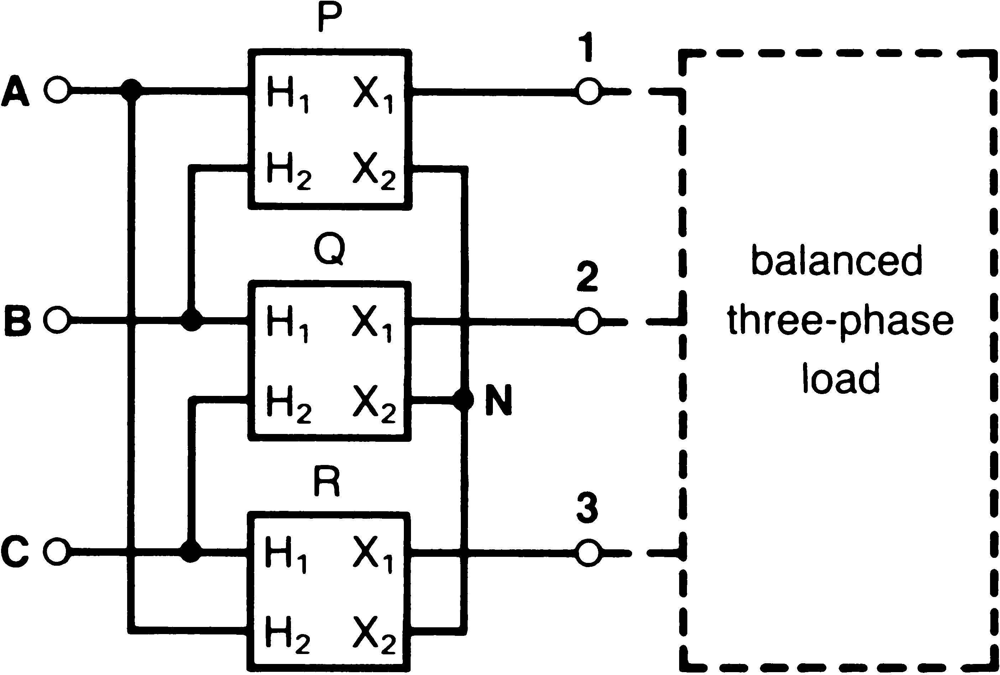 P
1
A
H₁ X₁
H₂ X₂
Q
2
balanced
three-phase
load
B
H₁ X₁
H₂ X₂
N
R
3
C
H₁ X₁
H₂ X₂